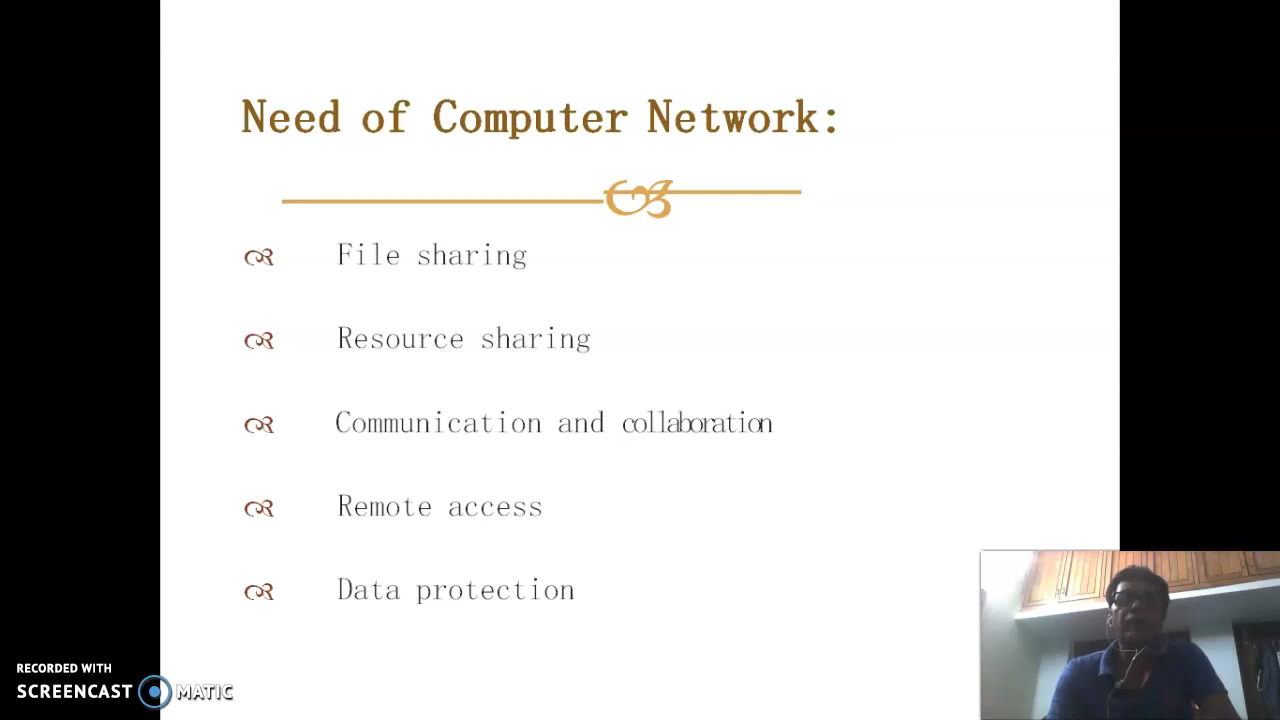 Need of Computer Network:
File sharing
Resource sharing
Communication and collaboration
Remote access
Data protection
RECORDED WITH
SCREENCAST MATIC